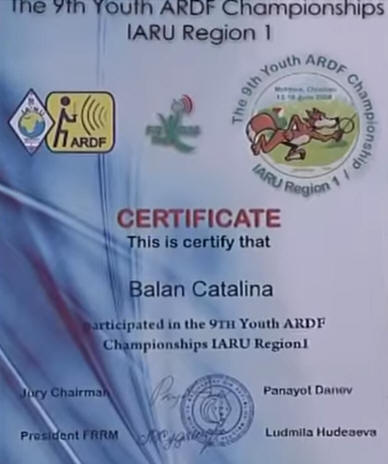 The 9th Youth ARDF Championships
IARU Region 1
The 9th Youth ARDF Championship
IARU Region 1 /
ARDF
CERTIFICATE
This is certify that
Balan Catalina
participated in the 9TH Youth ARDF
Championships IARU Region1
Jury Chairman
Panayot Danev
President FRRM
Ludmila Hudeaeva